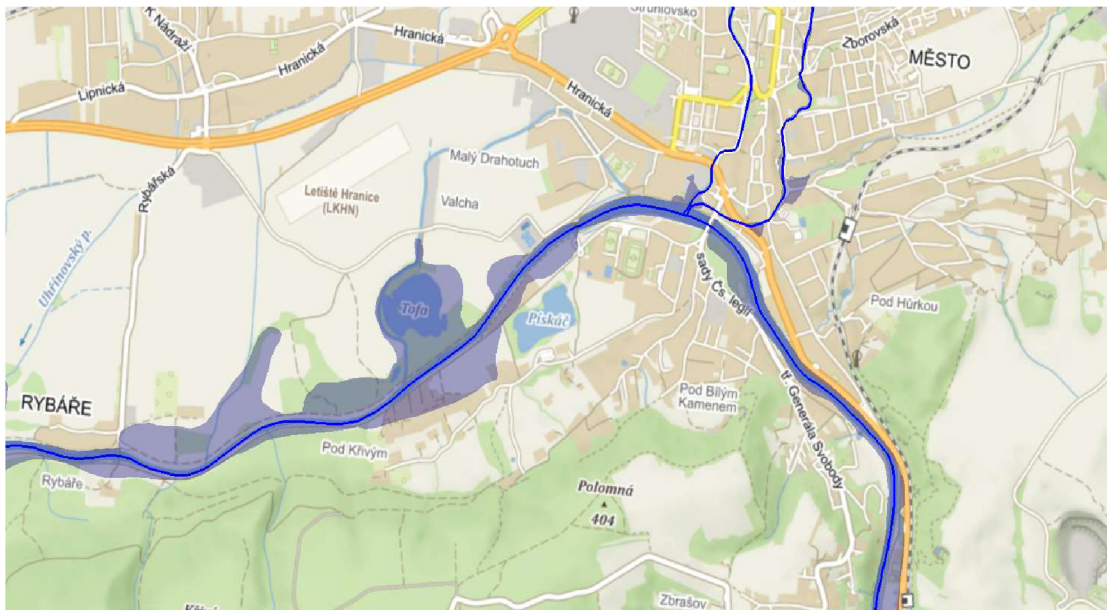 Struhlovsko
K Nádraží
Hranická
Hranická
Zborovská
MĚSTO
Lipnická
Hranická
Malý Drahotuch
Rybářská
Letiště Hranice
(LKHN)
Valcha
Uhřínovský p.
sady Čs. legií
Pod Hůrkou
Tofa
Pískáč
RYBÁŘE
Pod Bílým
Kamenem
tř. Generála Svobody
Pod Křivým
Rybáře
Polomná
404
Zbrašov